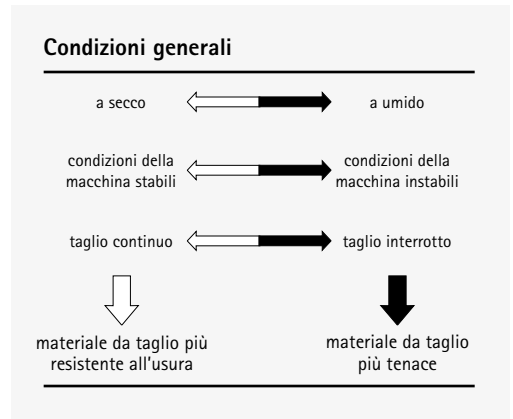 Condizioni generali
a secco
a umido
condizioni della
macchina stabili
condizioni della
macchina instabili
taglio continuo
taglio interrotto
materiale da taglio più
resistente all'usura
materiale da taglio
più tenace